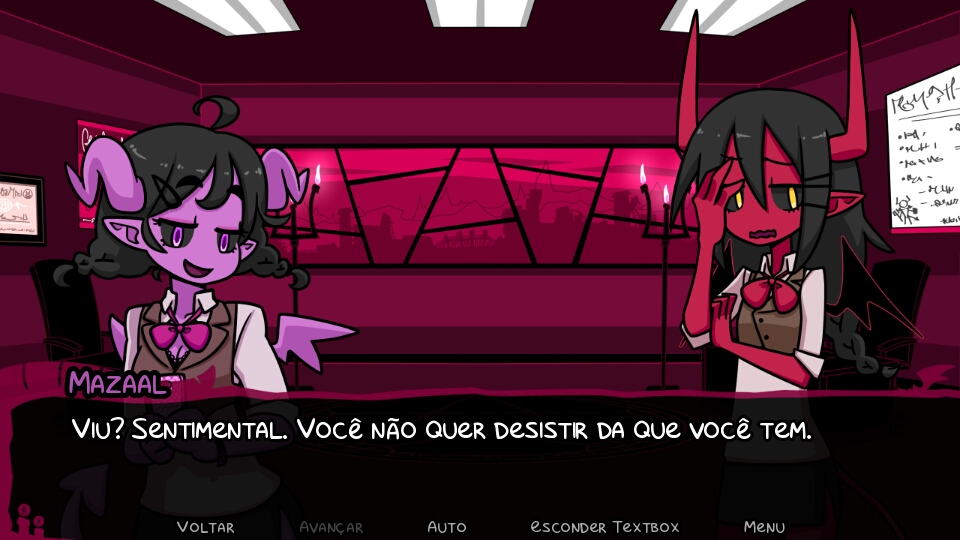 Mazaal
Viu? Sentimental. Você não quer desistir da que você tem.
Voltar
Avançar
Auto
Esconder Textbox
Menu